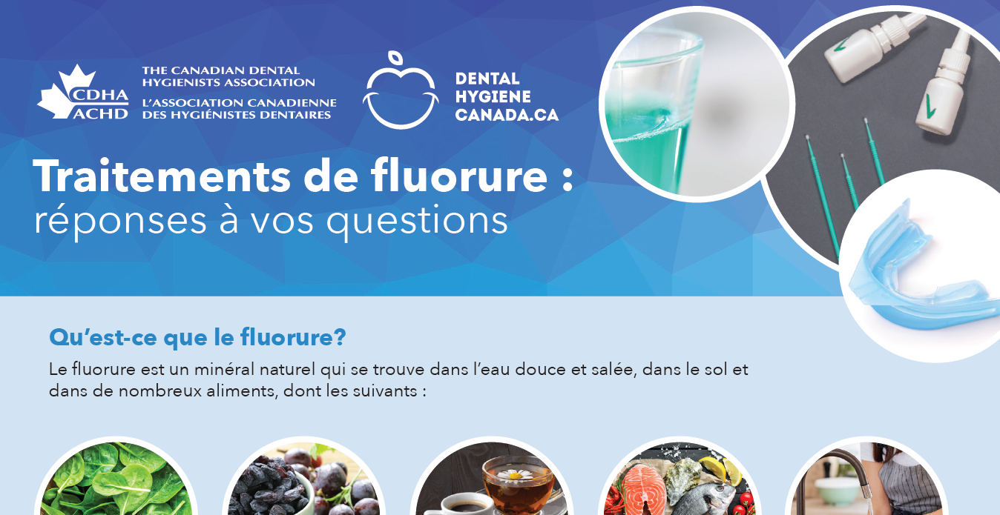 CDHA
ACHD
THE CANADIAN DENTAL
HYGIENISTS ASSOCIATION
L'ASSOCIATION CANADIENNE
DES HYGIÉNISTES DENTAIRES
DENTAL
HYGIENE
CANADA.CA
Traitements de fluorure :
réponses à vos questions
Qu'est-ce que le fluorure?
Le fluorure est un minéral naturel qui se trouve dans l'eau douce et salée, dans le sol et
dans de nombreux aliments, dont les suivants :